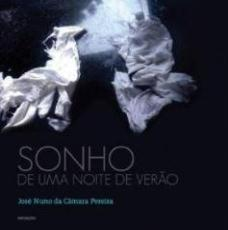 SONHO
DE UMA NOITE DE VERÃO
José Nuno da Câmara Pereira